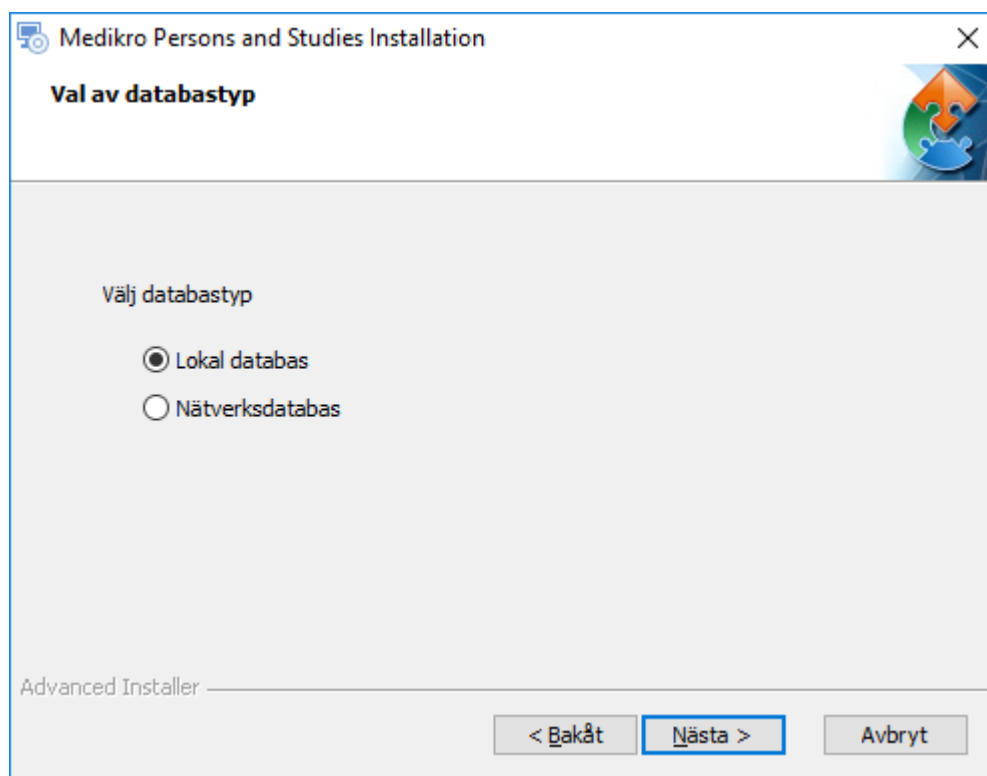 Medikro Persons and Studies Installation
Val av databastyp
Välj databastyp
Lokal databas
Nätverksdatabas
Advanced Installer
< Bakåt
Nästa >
Avbryt